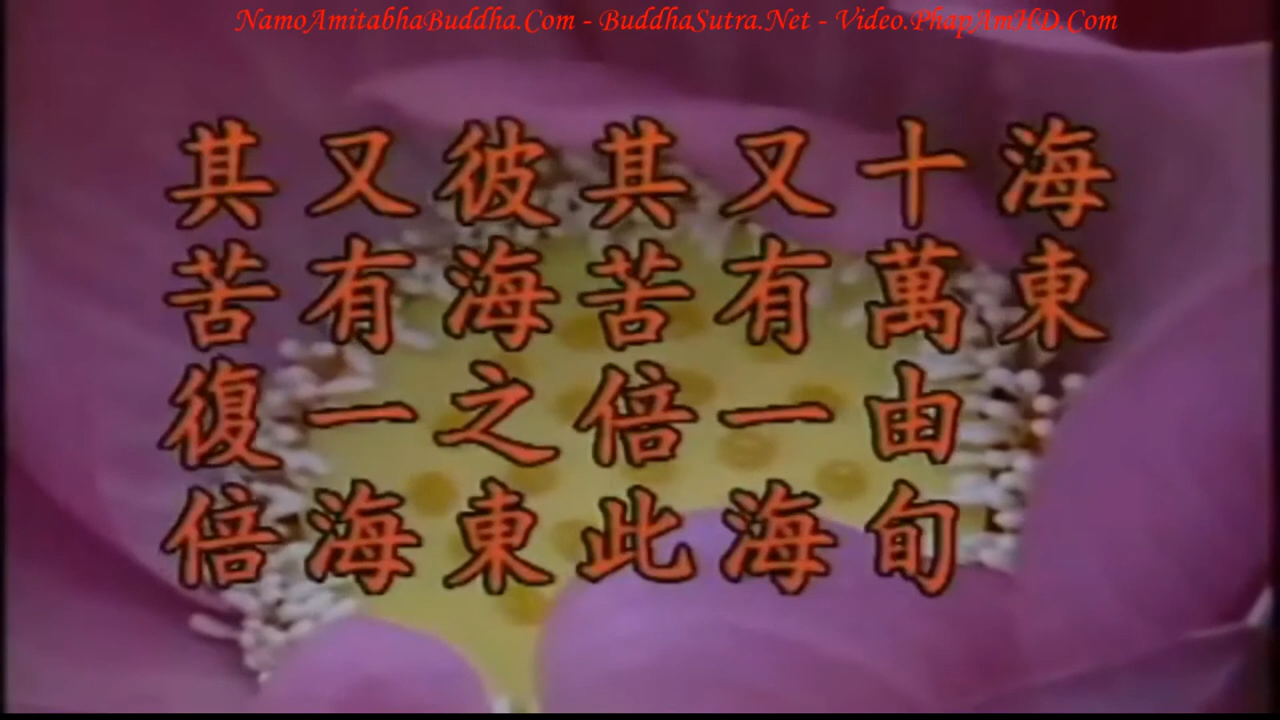 NamoAmitabhaBuddha.Com - BuddhaSutra.Net - Video.PhapAmHD.Com
海東
十萬由旬
又有一海
其苦倍此
彼海之東
又有一海
其苦復倍